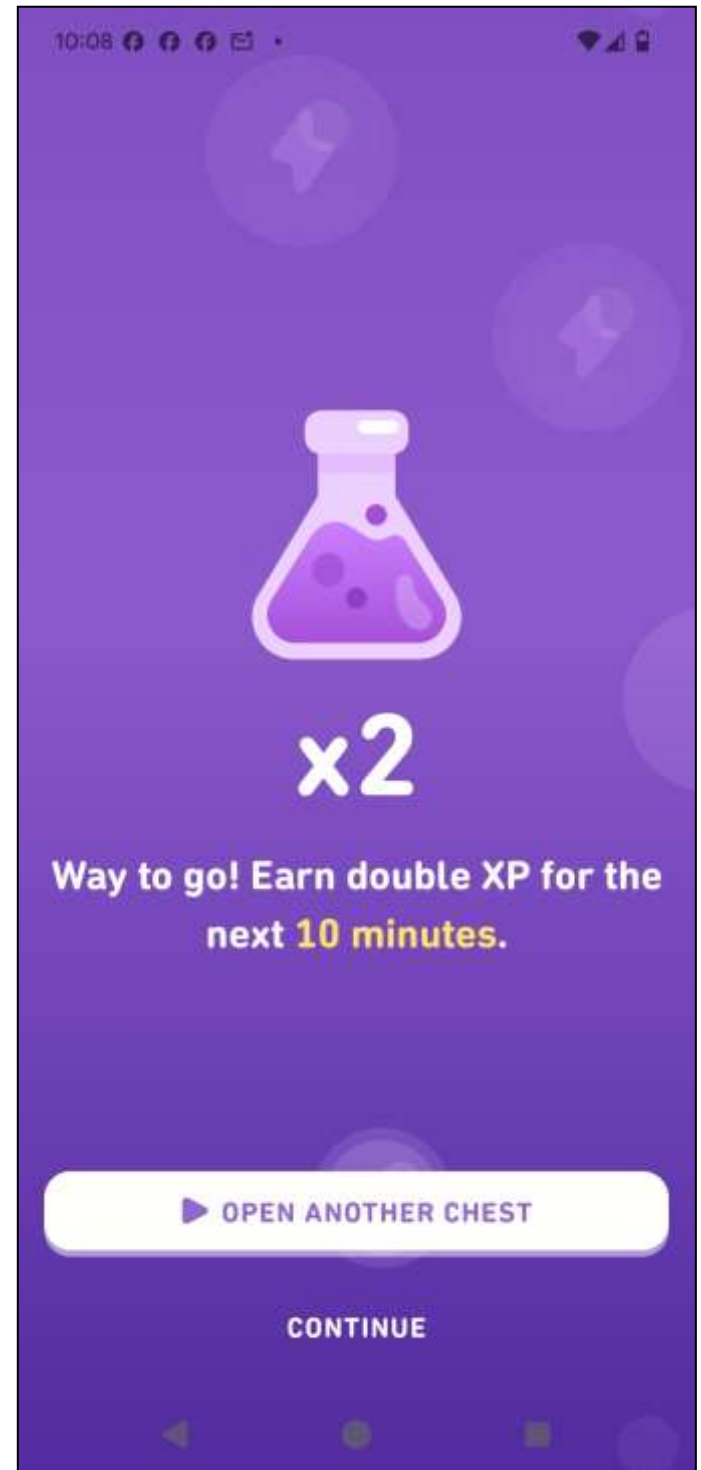 10:08
x2
Way to go! Earn double XP for the
next 10 minutes.
OPEN ANOTHER CHEST
CONTINUE